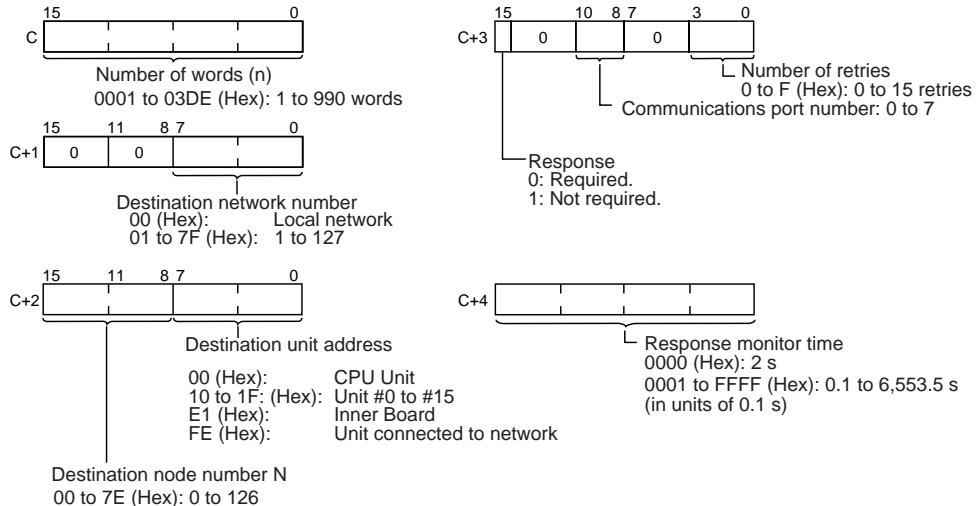 15 0
C
Number of words (n)
0001 to 03DE (Hex): 1 to 990 words
15 11 8 7 0
C+1 0 0
Destination network number
00 (Hex): Local network
01 to 7F (Hex): 1 to 127
15 11 8 7 0
C+2
Destination unit address
00 (Hex): CPU Unit
10 to 1F: (Hex): Unit #0 to #15
E1 (Hex): Inner Board
FE (Hex): Unit connected to network
Destination node number N
00 to 7E (Hex): 0 to 126
15 10 8 7 3 0
C+3 0 0
Number of retries
0 to F (Hex): 0 to 15 retries
Communications port number: 0 to 7
Response
0: Required.
1: Not required.
C+4
Response monitor time
0000 (Hex): 2 s
0001 to FFFF (Hex): 0.1 to 6,553.5 s
(in units of 0.1 s)